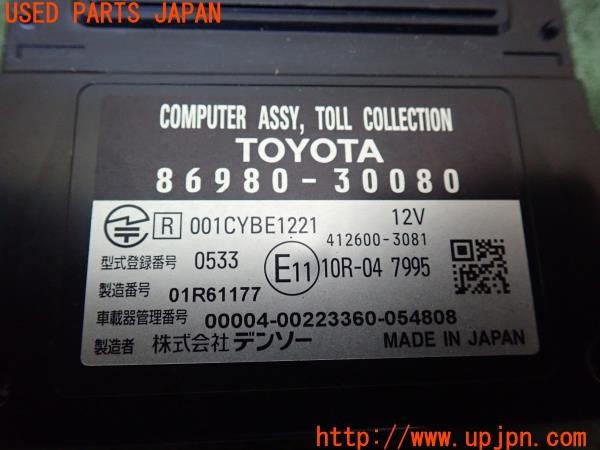 USED PARTS JAPAN
COMPUTER ASSY, TOLL COLLECTION
TOYOTA
86980-30080
R 001CYBE1221 12V
412600-3081
型式登録番号 0533 E11 10R-04 7995
製造番号 01R61177
車載器管理番号 00004-00223360-054808
製造者 株式会社デンソー MADE IN JAPAN
UPJ https://www.upjpn.com